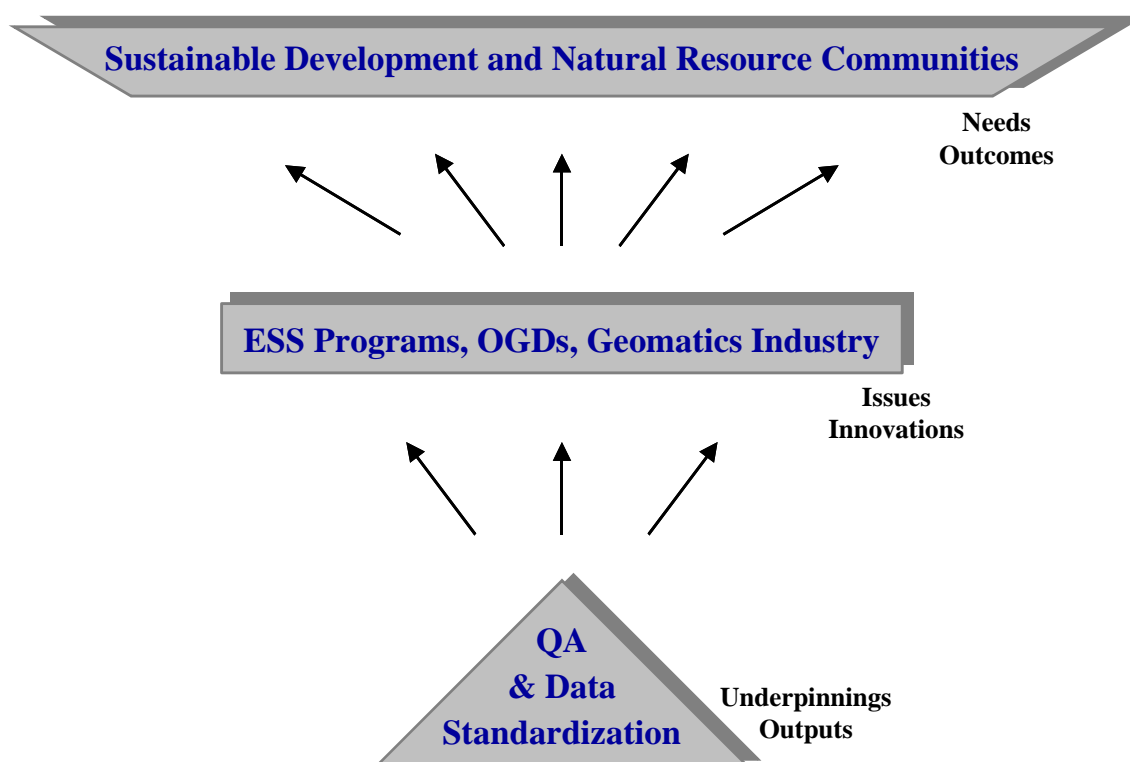 Sustainable Development and Natural Resource Communities
Needs
Outcomes
ESS Programs, OGDs, Geomatics Industry
Issues
Innovations
QA
& Data
Standardization
Underpinnings
Outputs